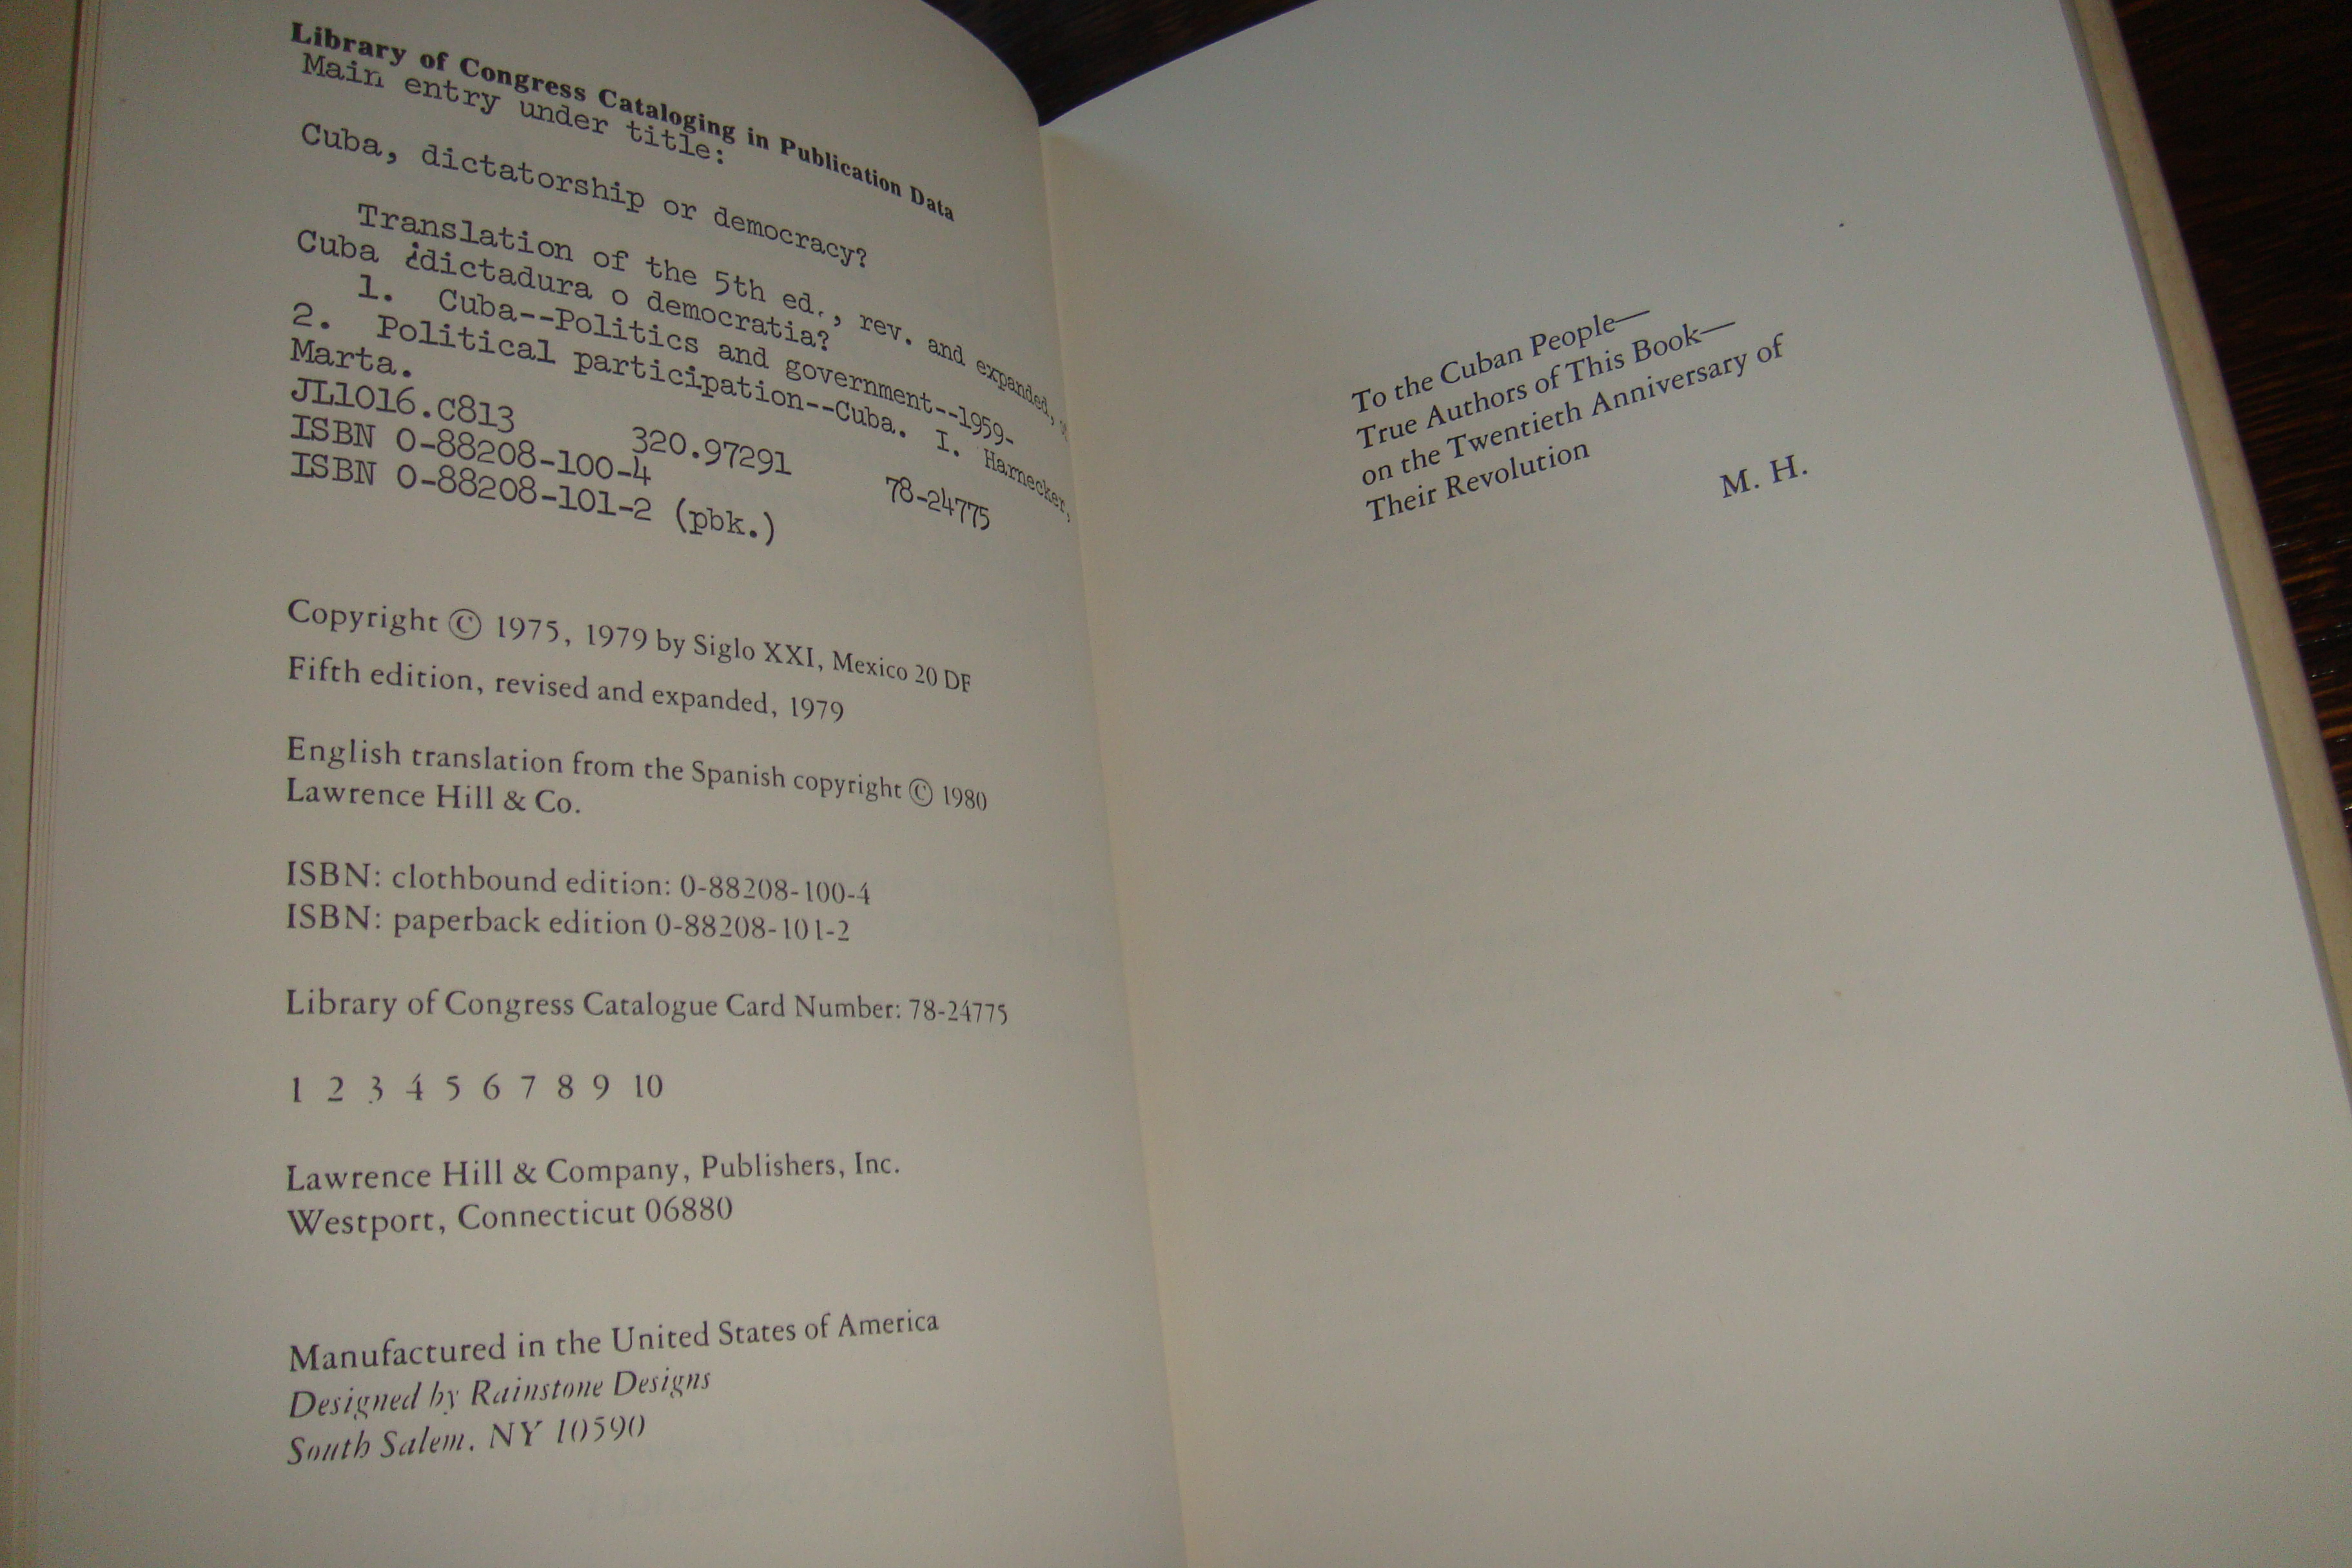 Library of Congress Cataloging in Publication Data
Main entry under title:
Cuba, dictatorship or democracy?
Translation of the 5th ed., rev. and expanded,
Cuba ¿dictadura o democratia?
1. Cuba--Politics and government--1959-
2. Political participation--Cuba. I. Harnecker,
Marta.
JL1016.C813 320.97291 78-24775
ISBN 0-88208-100-4
ISBN 0-88208-101-2 (pbk.)
Copyright © 1975, 1979 by Siglo XXI, Mexico 20 DF
Fifth edition, revised and expanded, 1979
English translation from the Spanish copyright © 1980
Lawrence Hill & Co.
ISBN: clothbound edition: 0-88208-100-4
ISBN: paperback edition 0-88208-101-2
Library of Congress Catalogue Card Number: 78-24775
1 2 3 4 5 6 7 8 9 10
Lawrence Hill & Company, Publishers, Inc.
Westport, Connecticut 06880
Manufactured in the United States of America
Designed by Rainstone Designs
South Salem, NY 10590
To the Cuban People—
True Authors of This Book—
on the Twentieth Anniversary of
Their Revolution
M. H.